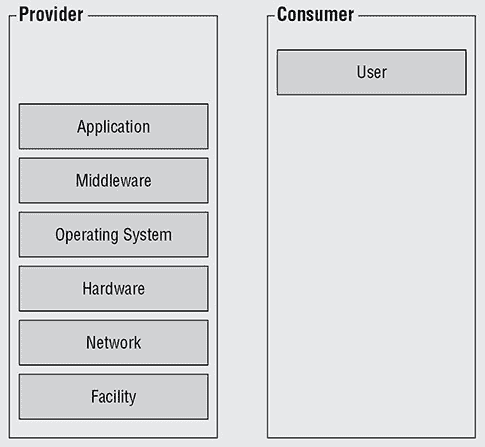 Provider
Application
Middleware
Operating System
Hardware
Network
Facility
Consumer
User